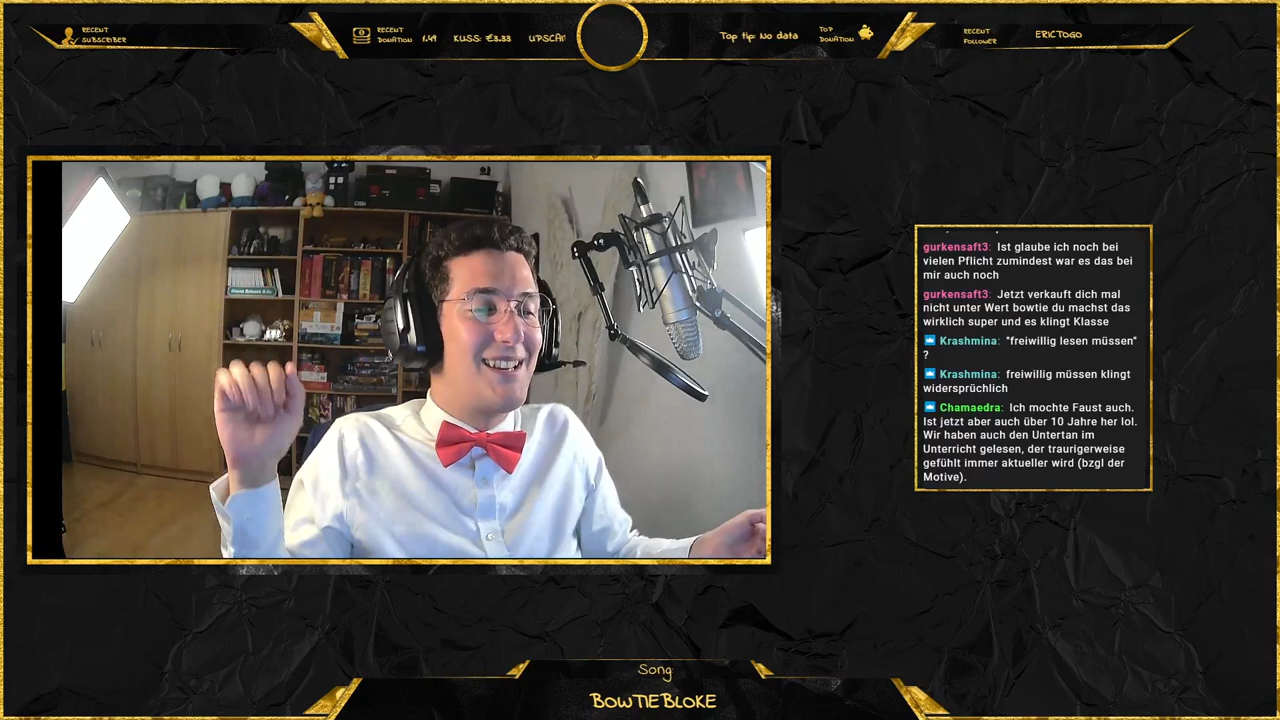 RECENT
SUBSCRIBER
RECENT
DONATION
1.49 KUSS: €3.33 UPSCAI
Top tip: No data
TOP
DONATION
RECENT
FOLLOWER
ERICTOGO
gurkensaft3: Ist glaube ich noch bei
vielen Pflicht zumindest war es das bei
mir auch noch
gurkensaft3: Jetzt verkauft dich mal
nicht unter Wert bowtie du machst das
wirklich super und es klingt Klasse
Krashmina: "freiwillig lesen müssen"
?
Krashmina: freiwillig müssen klingt
widersprüchlich
Chamaedra: Ich mochte Faust auch.
Ist jetzt aber auch über 10 Jahre her lol.
Wir haben auch den Untertan im
Unterricht gelesen, der traurigerweise
gefühlt immer aktueller wird (bzgl der
Motive).
Song
BOWTIEBLOKE